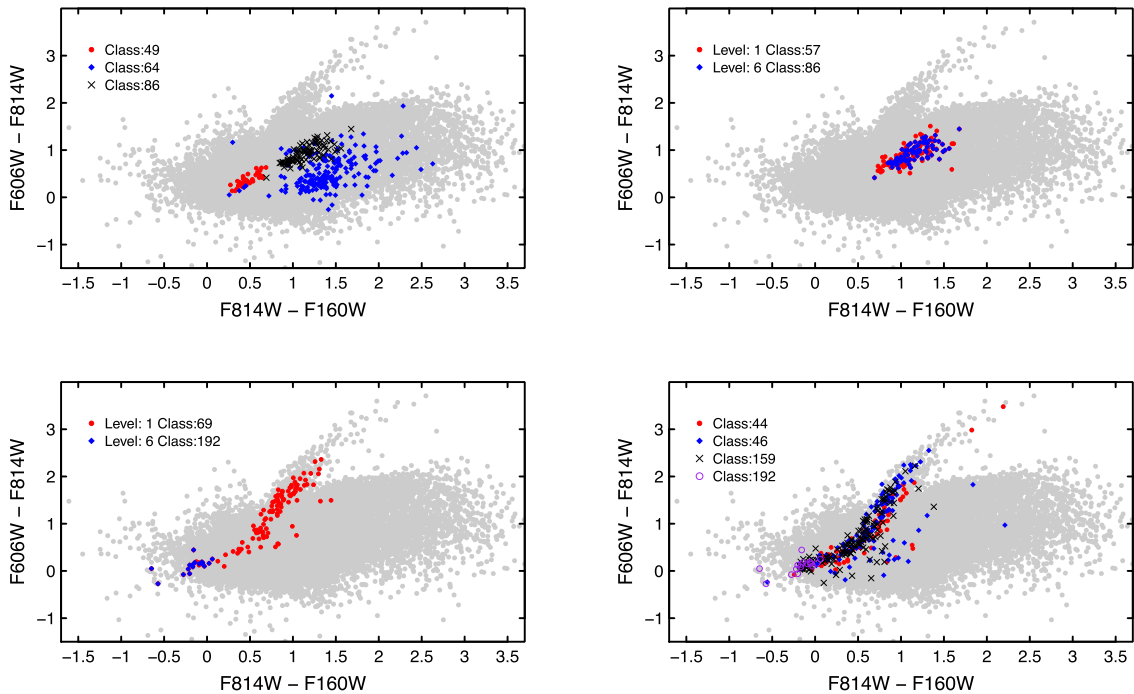 Class:49
Class:64
Class:86
3
2
1
0
−1
F606W − F814W
−1.5 −1 −0.5 0 0.5 1 1.5 2 2.5 3 3.5
F814W − F160W
Level: 1 Class:57
Level: 6 Class:86
3
2
1
0
−1
F606W − F814W
−1.5 −1 −0.5 0 0.5 1 1.5 2 2.5 3 3.5
F814W − F160W
Level: 1 Class:69
Level: 6 Class:192
3
2
1
0
−1
F606W − F814W
−1.5 −1 −0.5 0 0.5 1 1.5 2 2.5 3 3.5
F814W − F160W
Class:44
Class:46
Class:159
Class:192
3
2
1
0
−1
F606W − F814W
−1.5 −1 −0.5 0 0.5 1 1.5 2 2.5 3 3.5
F814W − F160W